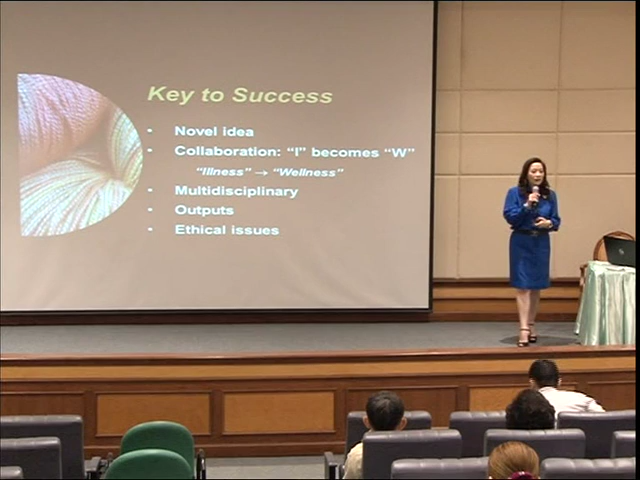 Key to Success
• Novel idea
• Collaboration: “I” becomes “W”
“Illness” → “Wellness”
• Multidisciplinary
• Outputs
• Ethical issues